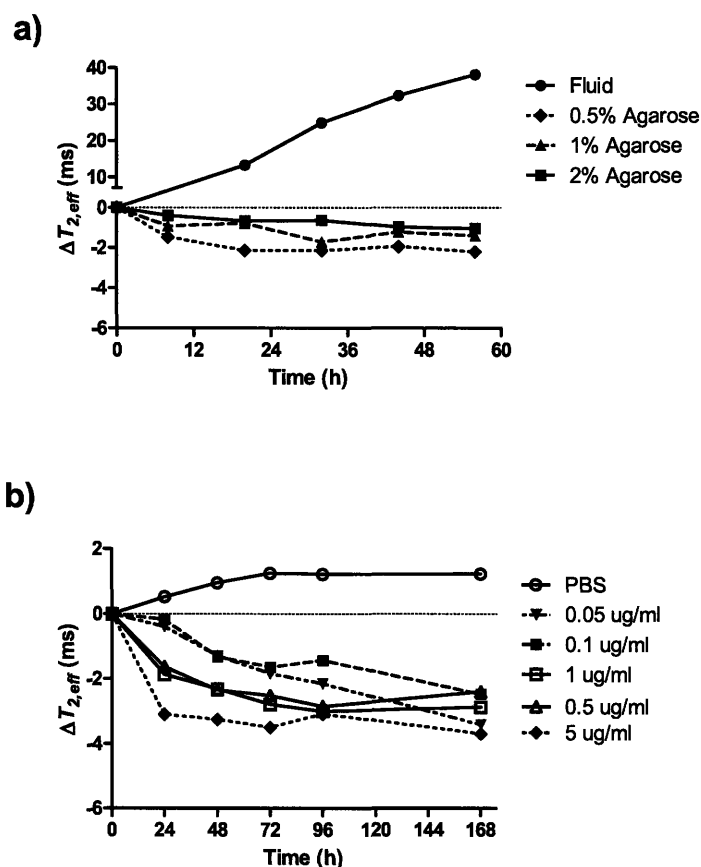 a)
40
30
20
10
0
-2
-4
-6
ΔT2,eff (ms)
0 12 24 36 48 60
Time (h)
Fluid
0.5% Agarose
1% Agarose
2% Agarose
b)
2
0
-2
-4
-6
ΔT2,eff (ms)
0 24 48 72 96 120 144 168
Time (h)
PBS
0.05 ug/ml
0.1 ug/ml
1 ug/ml
0.5 ug/ml
5 ug/ml